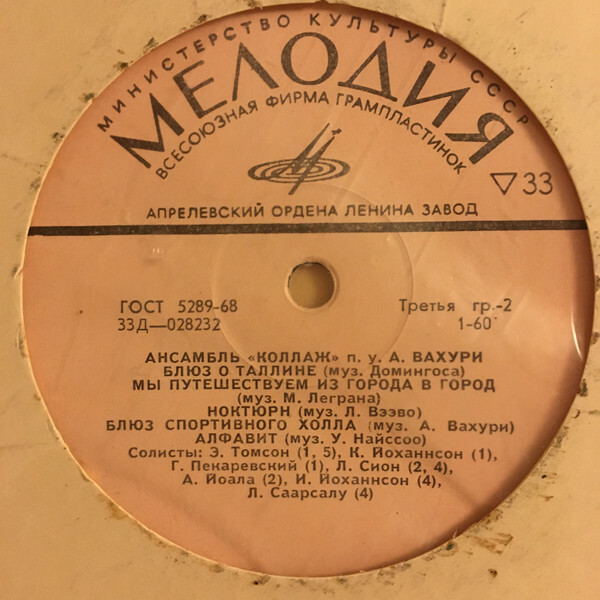 МИНИСТЕРСТВО КУЛЬТУРЫ СССР
МЕЛОДИЯ
ВСЕСОЮЗНАЯ ФИРМА ГРАМПЛАСТИНОК
▽33
АПРЕЛЕВСКИЙ ОРДЕНА ЛЕНИНА ЗАВОД
ГОСТ 5289-68 Третья гр.-2
33Д—028232 1-60
АНСАМБЛЬ «КОЛЛАЖ» п. у. А. ВАХУРИ
БЛЮЗ О ТАЛЛИНЕ (муз. Домингоса)
МЫ ПУТЕШЕСТВУЕМ ИЗ ГОРОДА В ГОРОД
(муз. М. Леграна)
НОКТЮРН (муз. Л. Вээво)
БЛЮЗ СПОРТИВНОГО ХОЛЛА (муз. А. Вахури)
АЛФАВИТ (муз. У. Найссоо)
Солисты: Э. Томсон (1, 5), К. Йоханнсон (1),
Г. Пекаревский (1), Л. Сион (2, 4),
А. Йоала (2), И. Йоханнсон (4),
Л. Саарсалу (4)